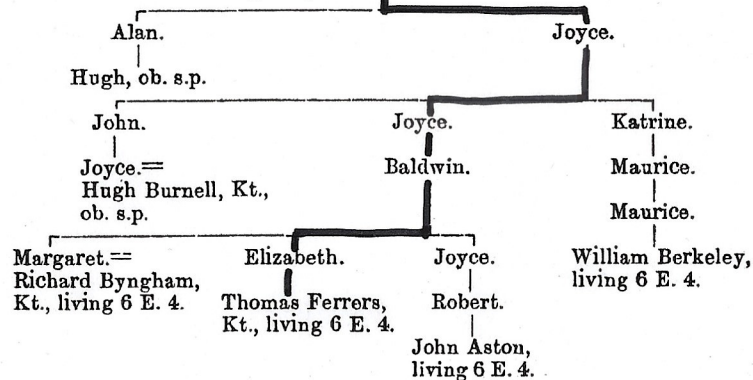 Alan. Joyce.
Hugh, ob. s.p.
John. Joyce. Katrine.
Joyce.= Baldwin. Maurice.
Hugh Burnell, Kt.,
ob. s.p. Maurice.
Margaret.= Elizabeth. Joyce. William Berkeley,
Richard Byngham, living 6 E. 4.
Kt., living 6 E. 4. Thomas Ferrers, Robert.
Kt., living 6 E. 4.
John Aston,
living 6 E. 4.